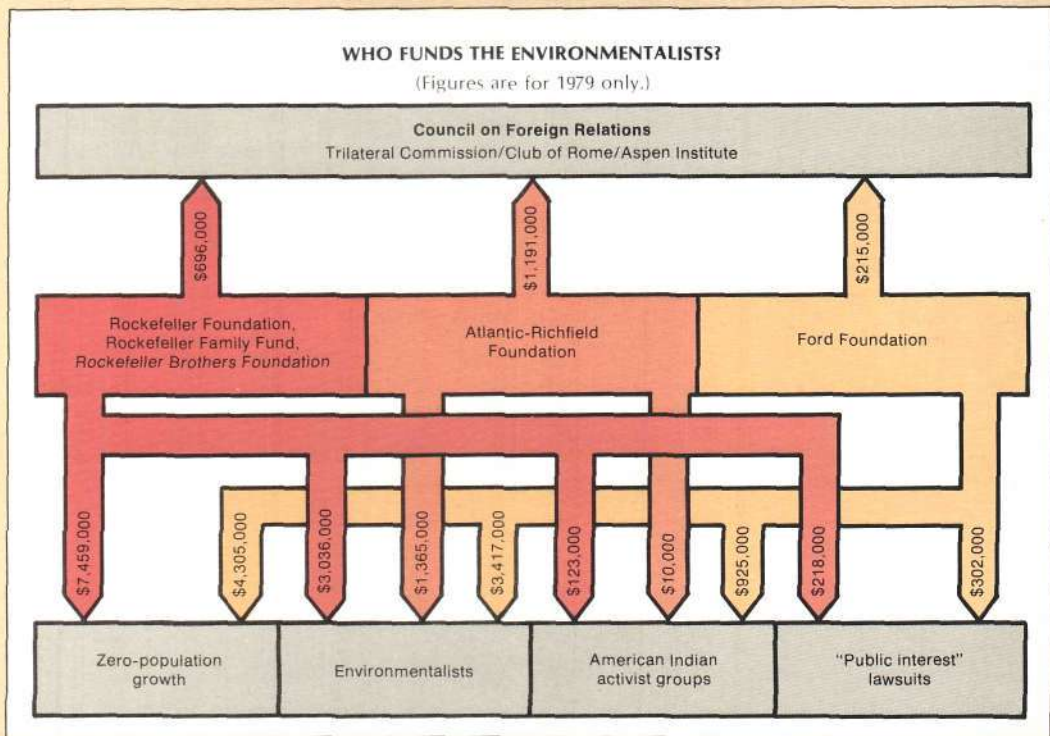 WHO FUNDS THE ENVIRONMENTALISTS?
(Figures are for 1979 only.)
Council on Foreign Relations
Trilateral Commission/Club of Rome/Aspen Institute
$696,000
$1,191,000
$215,000
Rockefeller Foundation,
Rockefeller Family Fund,
Rockefeller Brothers Foundation
Atlantic-Richfield
Foundation
Ford Foundation
$7,459,000
$4,305,000
$3,036,000
$1,365,000
$3,417,000
$123,000
$10,000
$925,000
$218,000
$302,000
Zero-population
growth
Environmentalists
American Indian
activist groups
"Public interest"
lawsuits